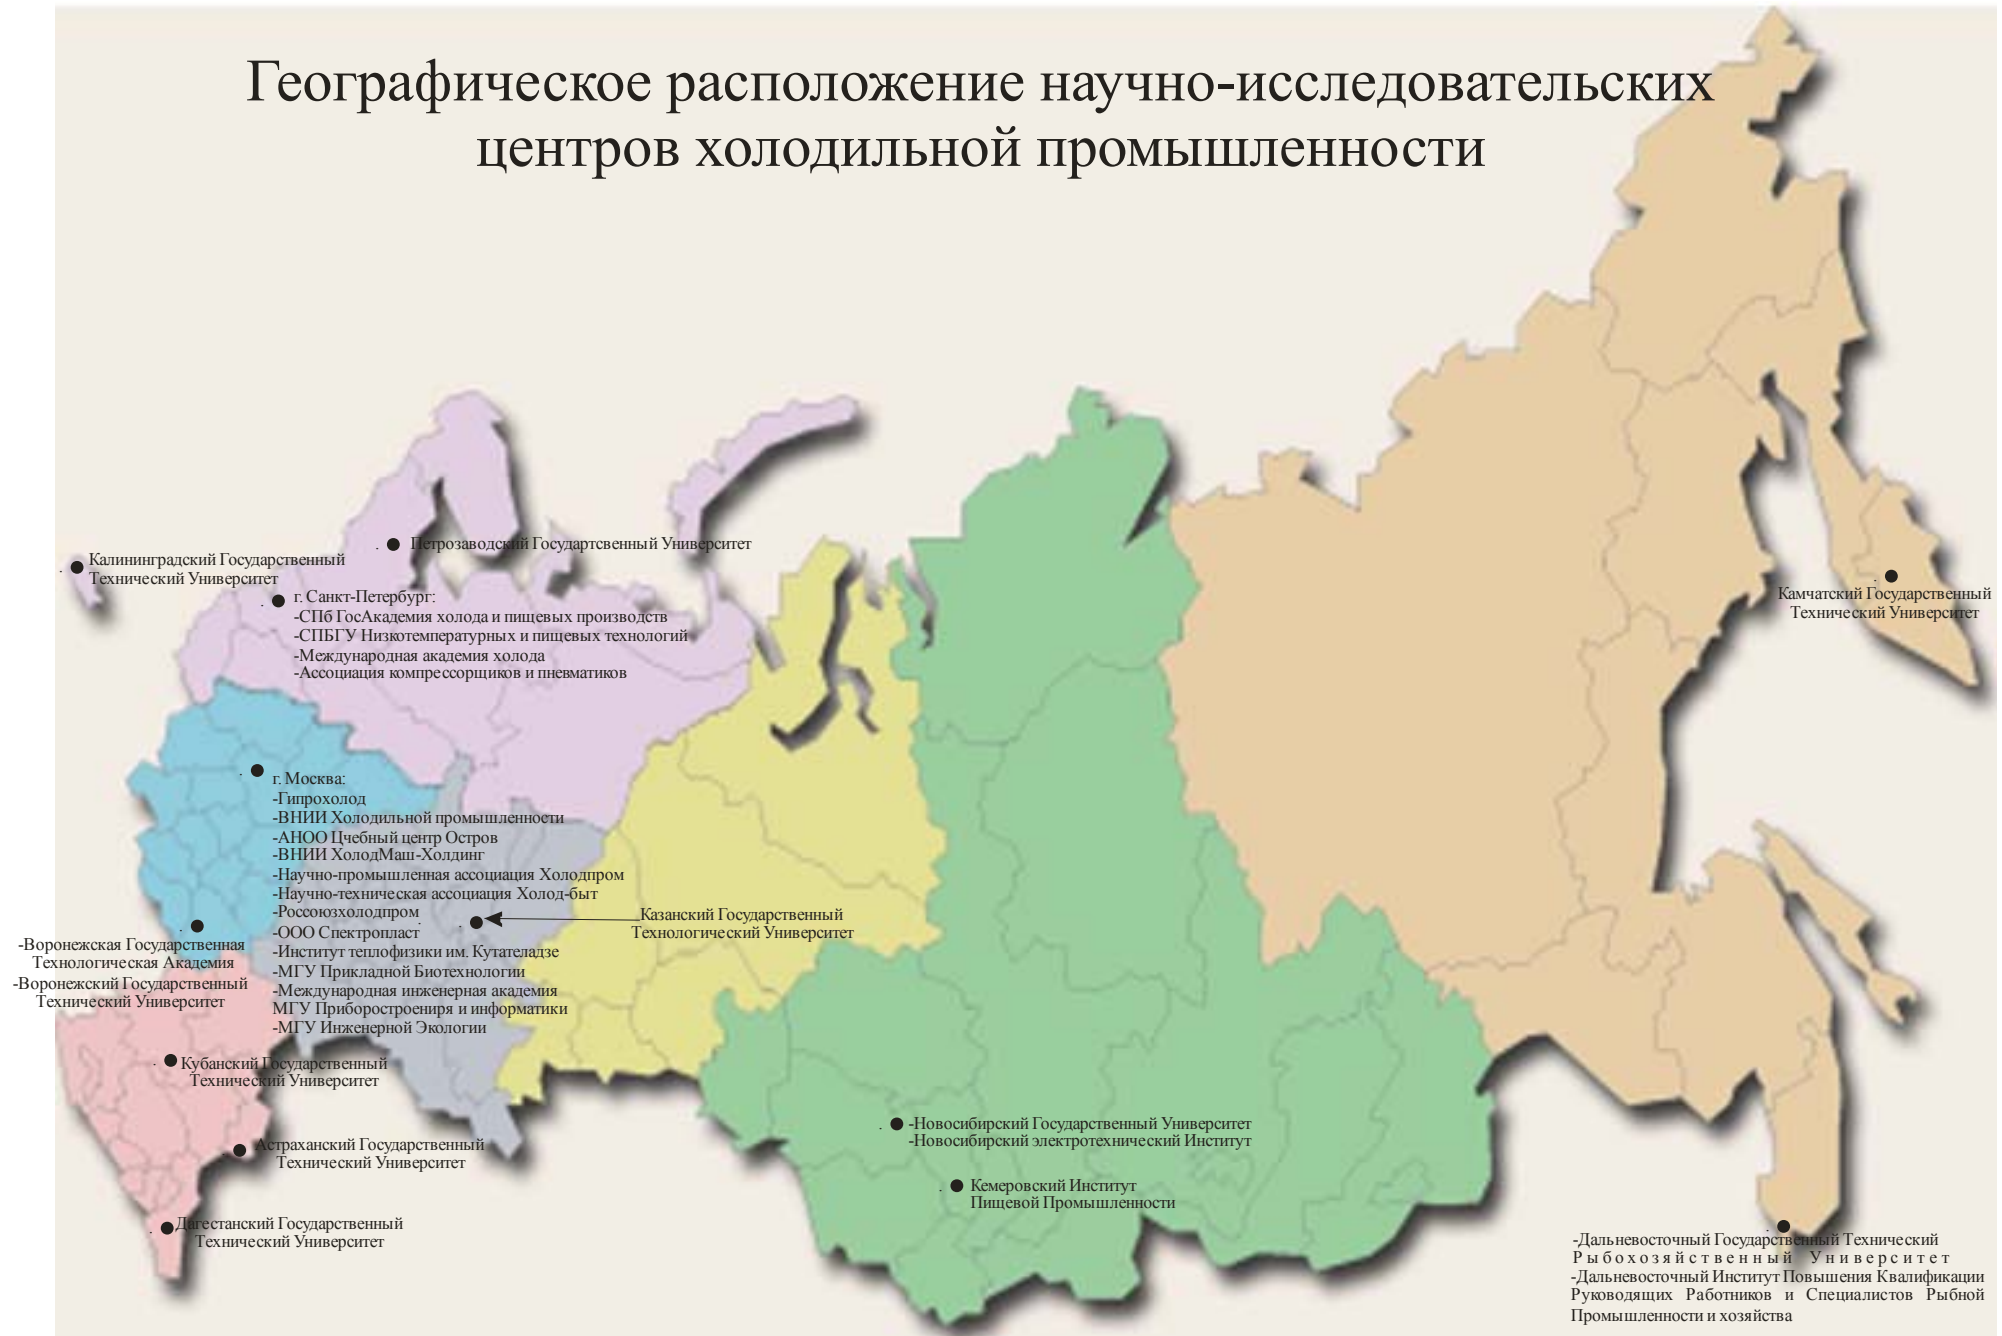 Географическое расположение научно-исследовательских
центров холодильной промышленности
Петрозаводский Государтсвенный Университет
Калининградский Государственный
Технический Университет
г. Санкт-Петербург:
-СПб ГосАкадемия холода и пищевых производств
-СПБГУ Низкотемпературных и пищевых технологий
-Международная академия холода
-Ассоциация компрессорщиков и пневматиков
Камчатский Государственный
Технический Университет
г. Москва:
-Гипрохолод
-ВНИИ Холодильной промышленности
-АНОО Цчебный центр Остров
-ВНИИ ХолодМаш-Холдинг
-Научно-промышленная ассоциация Холодпром
-Научно-техническая ассоциация Холод-быт
-Россоюзхолодпром
-ООО Спектропласт
-Институт теплофизики им. Кутателадзе
-МГУ Прикладной Биотехнологии
-Международная инженерная академия
МГУ Приборостроениря и информатики
-МГУ Инженерной Экологии
Казанский Государственный
Технологический Университет
-Воронежская Государственная
Технологическая Академия
-Воронежский Государственный
Технический Университет
Кубанский Государственный
Технический Университет
Астраханский Государственный
Технический Университет
Дагестанский Государственный
Технический Университет
-Новосибирский Государственный Университет
-Новосибирский электротехнический Институт
Кемеровский Институт
Пищевой Промышленности
-Дальневосточный Государственный Технический
Рыбохозяйственный Университет
-Дальневосточный Институт Повышения Квалификации
Руководящих Работников и Специалистов Рыбной
Промышленности и хозяйства